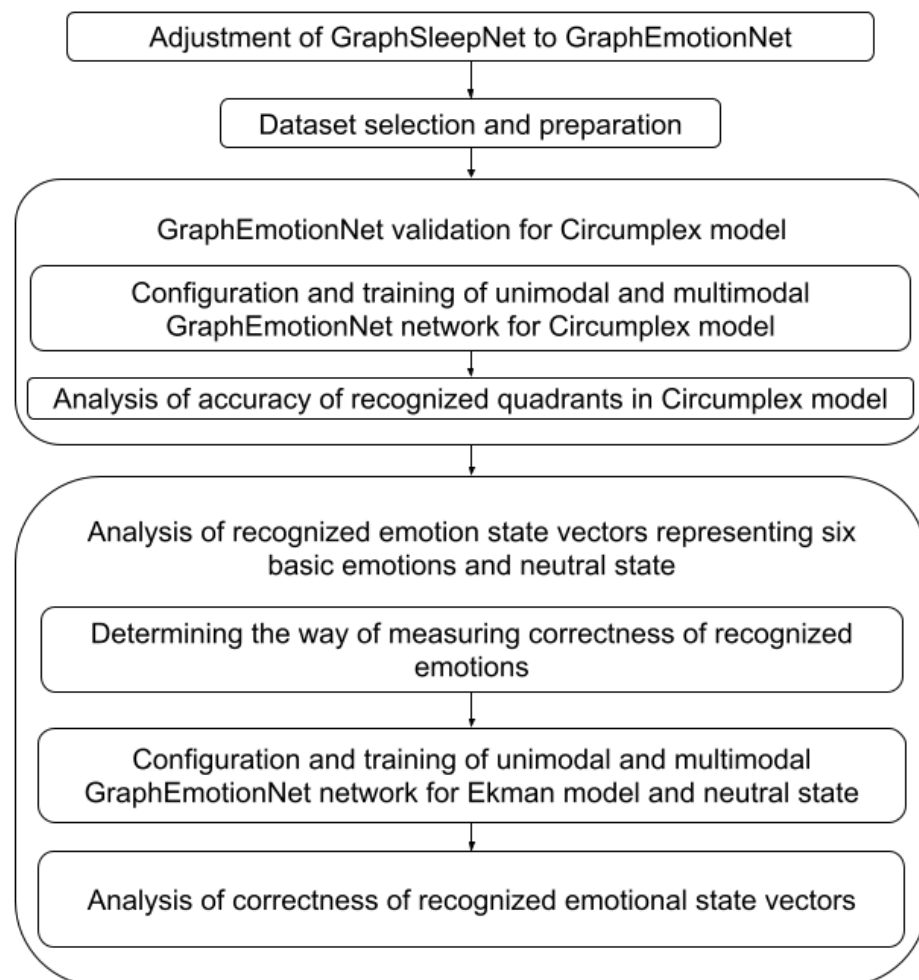 Adjustment of GraphSleepNet to GraphEmotionNet
Dataset selection and preparation
GraphEmotionNet validation for Circumplex model
Configuration and training of unimodal and multimodal
GraphEmotionNet network for Circumplex model
Analysis of accuracy of recognized quadrants in Circumplex model
Analysis of recognized emotion state vectors representing six
basic emotions and neutral state
Determining the way of measuring correctness of recognized
emotions
Configuration and training of unimodal and multimodal
GraphEmotionNet network for Ekman model and neutral state
Analysis of correctness of recognized emotional state vectors